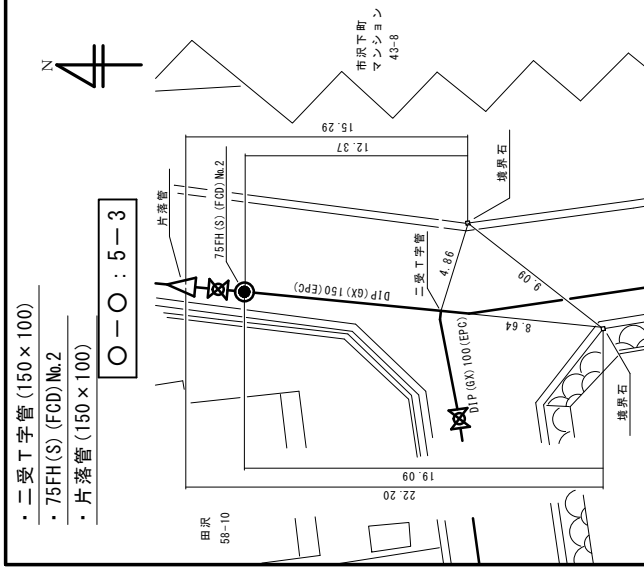 ・二受T字管(150×100)
・75FH(S)(FCD)No.2
・片落管(150×100)
○－○：5－3
N
市沢下町
マンション
43-8
15.29
12.37
片落管
75FH(S)(FCD)No.2
境界石
二受T字管
4.86
DIP(GX)150(EPC)
9.09
8.64
DIP(GX)100(EPC)
境界石
19.09
22.20
田沢
58-10